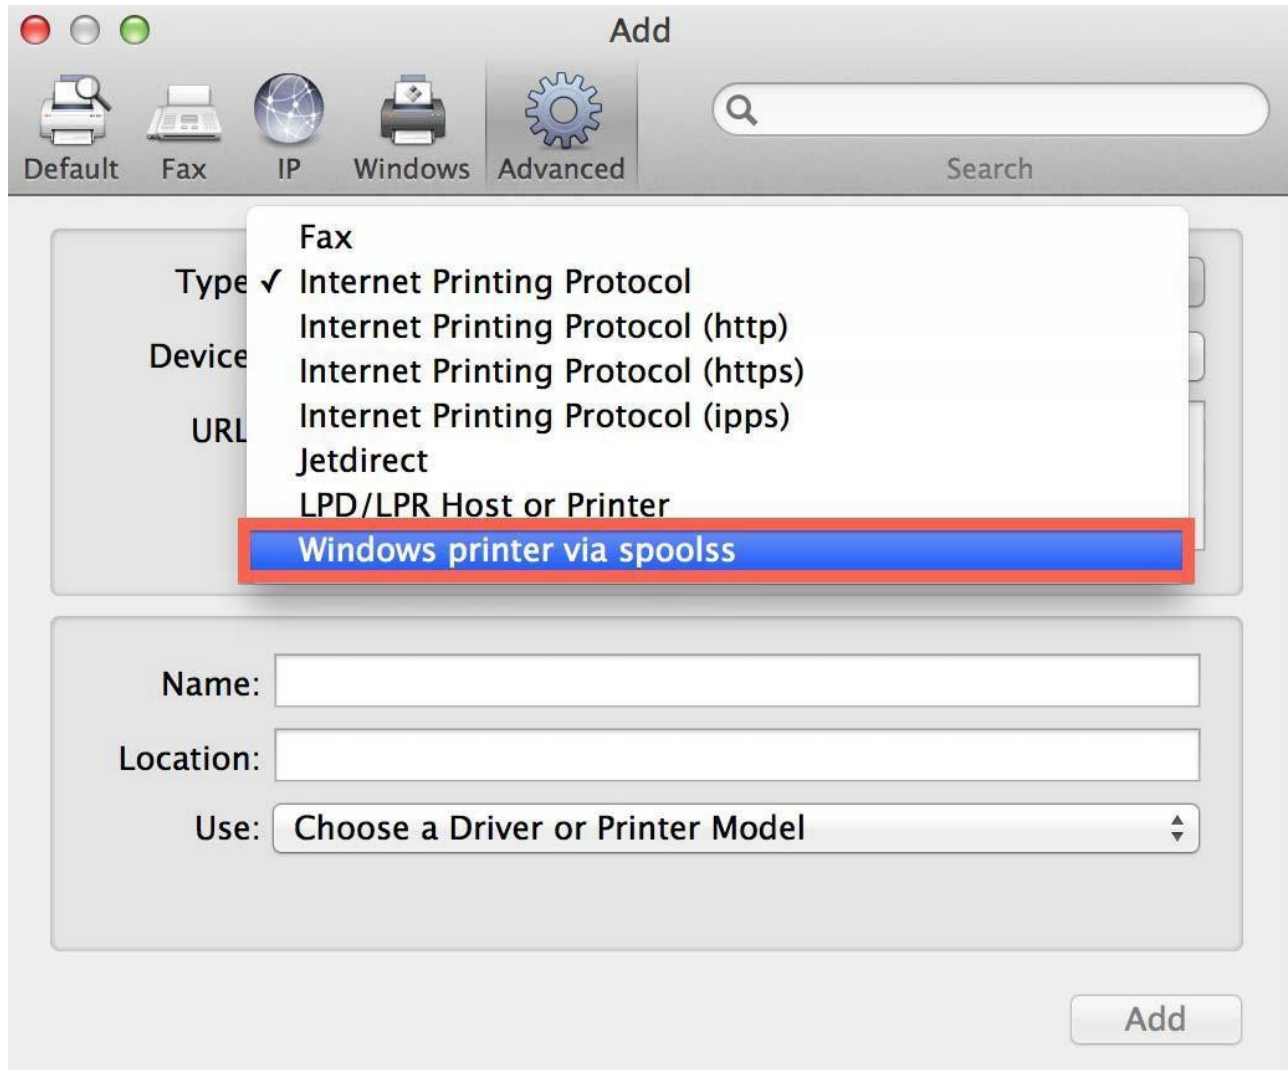 Add
Default Fax IP Windows Advanced Search
Fax
Type ✓ Internet Printing Protocol
Internet Printing Protocol (http)
Device Internet Printing Protocol (https)
URL Internet Printing Protocol (ipps)
Jetdirect
LPD/LPR Host or Printer
Windows printer via spoolss
Name:
Location:
Use: Choose a Driver or Printer Model
Add